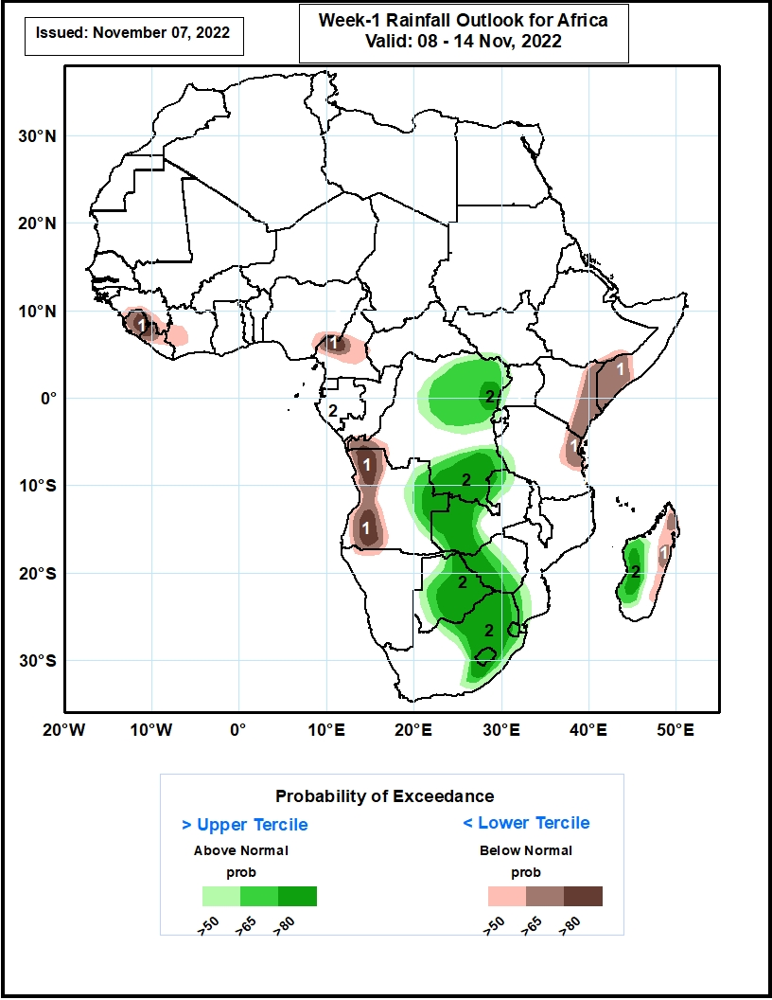 Issued: November 07, 2022
Week-1 Rainfall Outlook for Africa
Valid: 08 - 14 Nov, 2022
30°N
20°N
10°N
0°
10°S
20°S
30°S
1
1
1
2
2
1
1
2
1
1
1
2
2
2
20°W 10°W 0° 10°E 20°E 30°E 40°E 50°E
Probability of Exceedance
> Upper Tercile < Lower Tercile
Above Normal Below Normal
prob prob
>50 >65 >80 >50 >65 >80